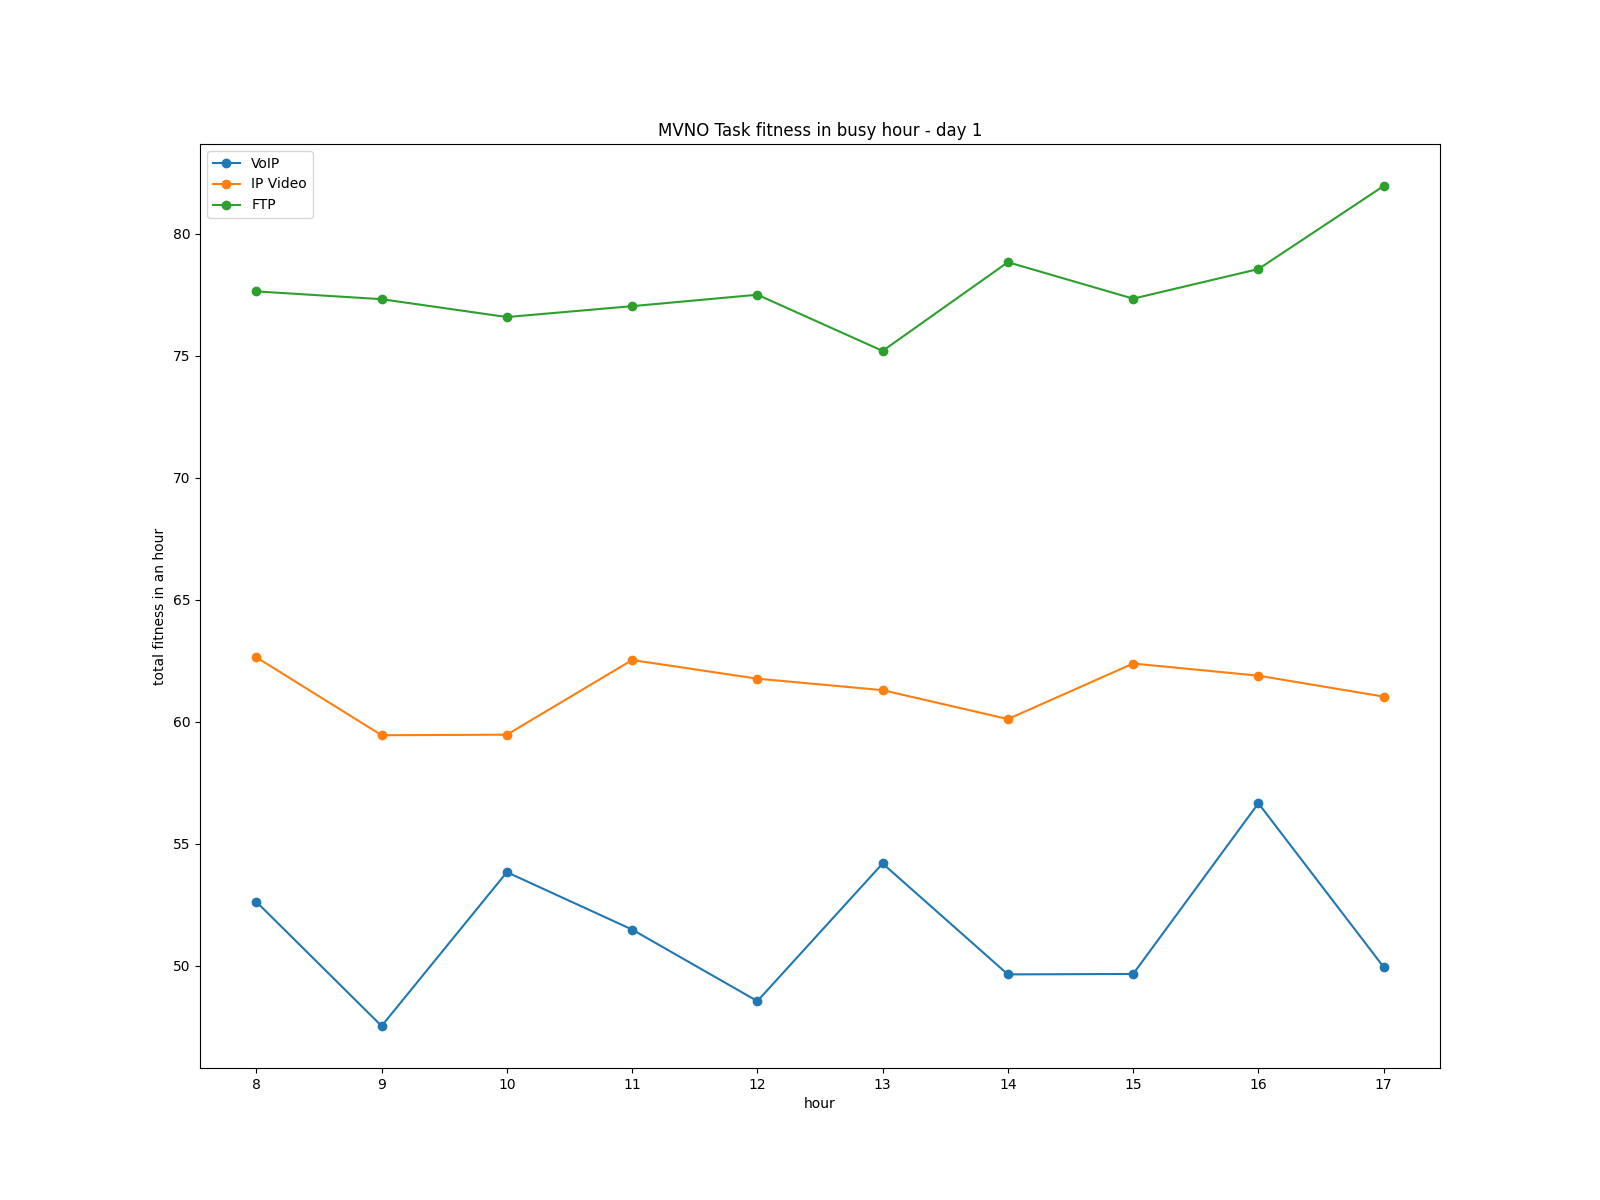 MVNO Task fitness in busy hour - day 1
VoIP
IP Video
FTP
80
75
70
65
60
55
50
total fitness in an hour
8 9 10 11 12 13 14 15 16 17
hour